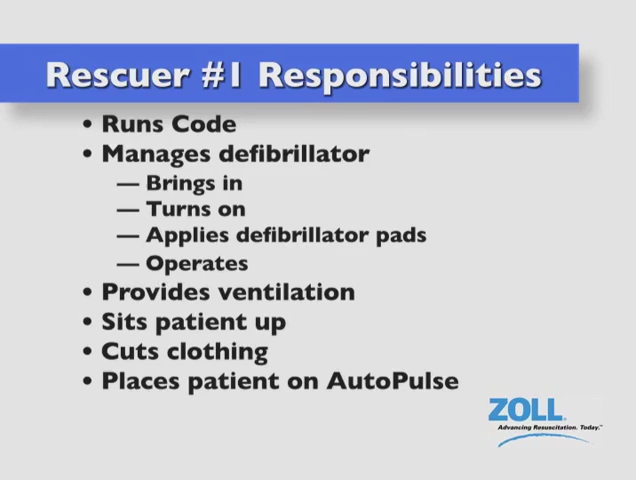 Rescuer #1 Responsibilities
• Runs Code
• Manages defibrillator
— Brings in
— Turns on
— Applies defibrillator pads
— Operates
• Provides ventilation
• Sits patient up
• Cuts clothing
• Places patient on AutoPulse
ZOLL®
Advancing Resuscitation. Today.™